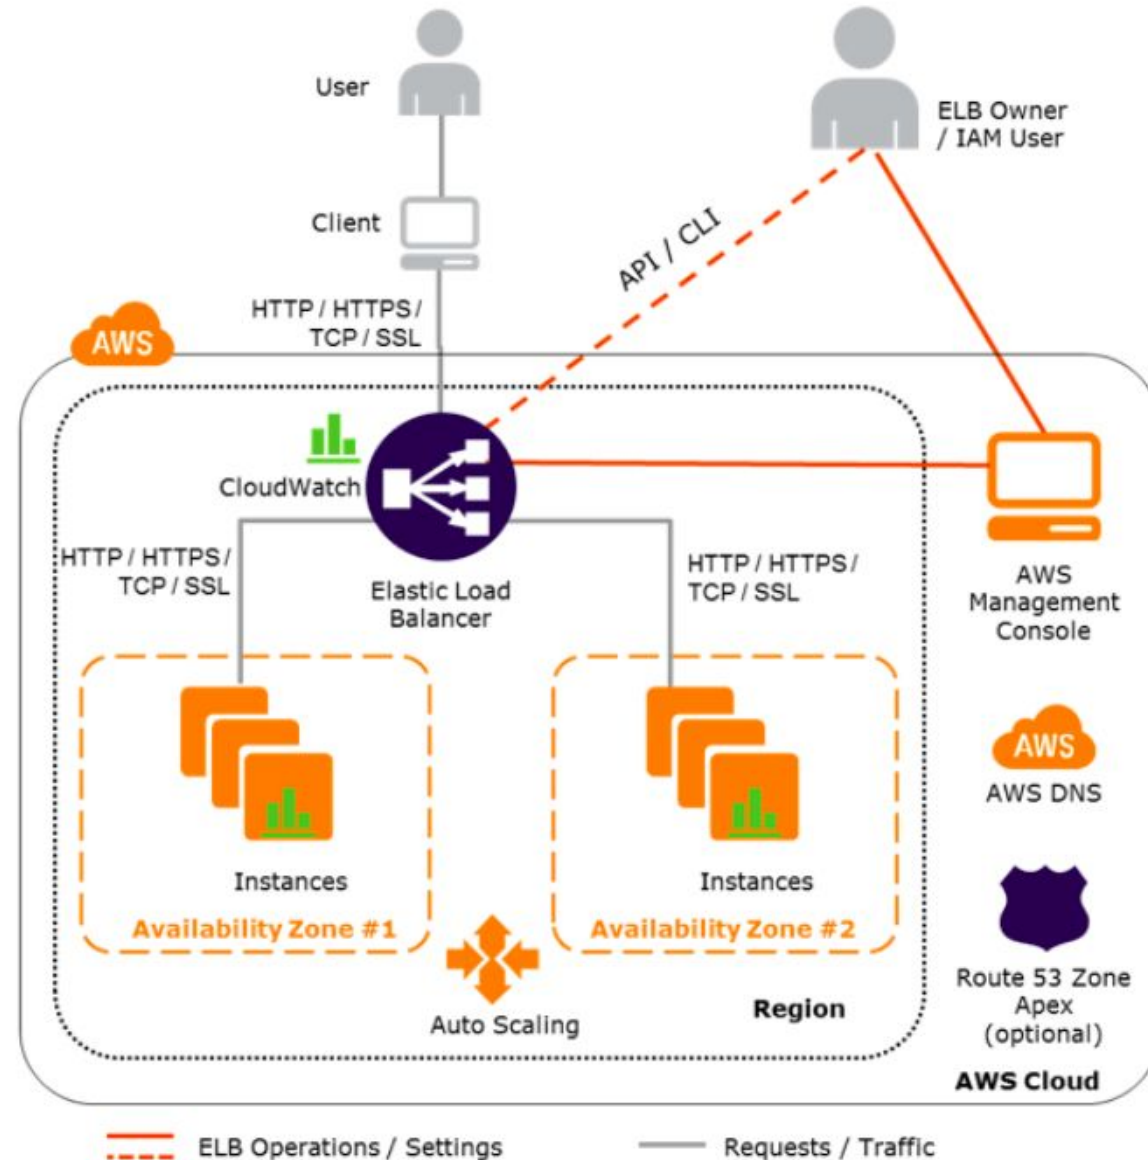 User
ELB Owner
/ IAM User
Client
API / CLI
HTTP / HTTPS /
TCP / SSL
AWS
CloudWatch
HTTP / HTTPS /
TCP / SSL
Elastic Load
Balancer
HTTP / HTTPS /
TCP / SSL
AWS
Management
Console
AWS
AWS DNS
Instances
Instances
Availability Zone #1
Availability Zone #2
Route 53 Zone
Apex
(optional)
Auto Scaling
Region
AWS Cloud
ELB Operations / Settings
Requests / Traffic